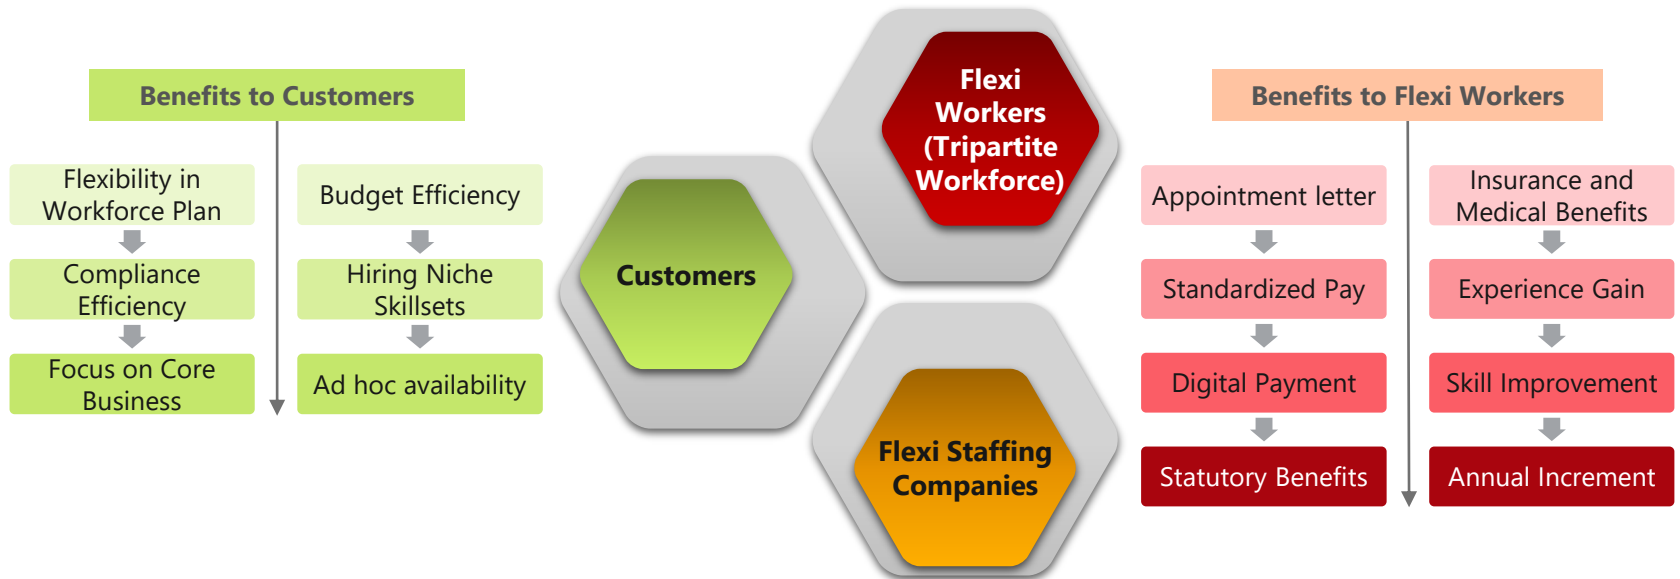 Benefits to Customers
Flexibility in
Workforce Plan
Compliance
Efficiency
Focus on Core
Business
Budget Efficiency
Hiring Niche
Skillsets
Ad hoc availability
Customers
Flexi
Workers
(Tripartite
Workforce)
Flexi Staffing
Companies
Benefits to Flexi Workers
Appointment letter
Standardized Pay
Digital Payment
Statutory Benefits
Insurance and
Medical Benefits
Experience Gain
Skill Improvement
Annual Increment